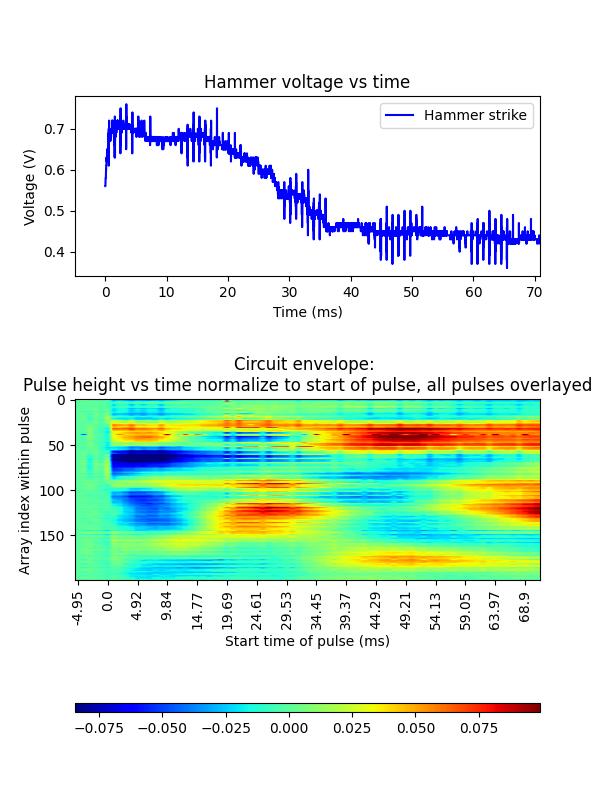 Hammer voltage vs time
Hammer strike
Voltage (V)
0.7
0.6
0.5
0.4
0 10 20 30 40 50 60 70
Time (ms)
Circuit envelope:
Pulse height vs time normalize to start of pulse, all pulses overlayed
Array index within pulse
0
50
100
150
-4.95 0.0 4.92 9.84 14.77 19.69 24.61 29.53 34.45 39.37 44.29 49.21 54.13 59.05 63.97 68.9
Start time of pulse (ms)
−0.075 −0.050 −0.025 0.000 0.025 0.050 0.075